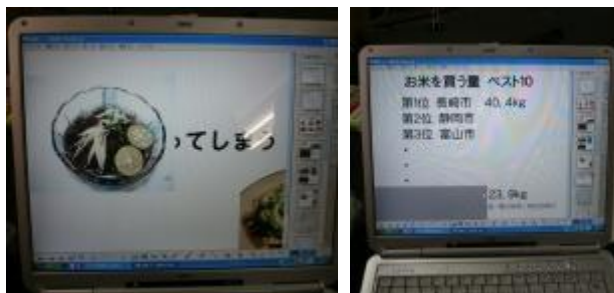 ってしまう
お米を買う量 ベスト10
第1位 長崎市 40.4kg
第2位 静岡市
第3位 富山市
・
・
・
23.9kg